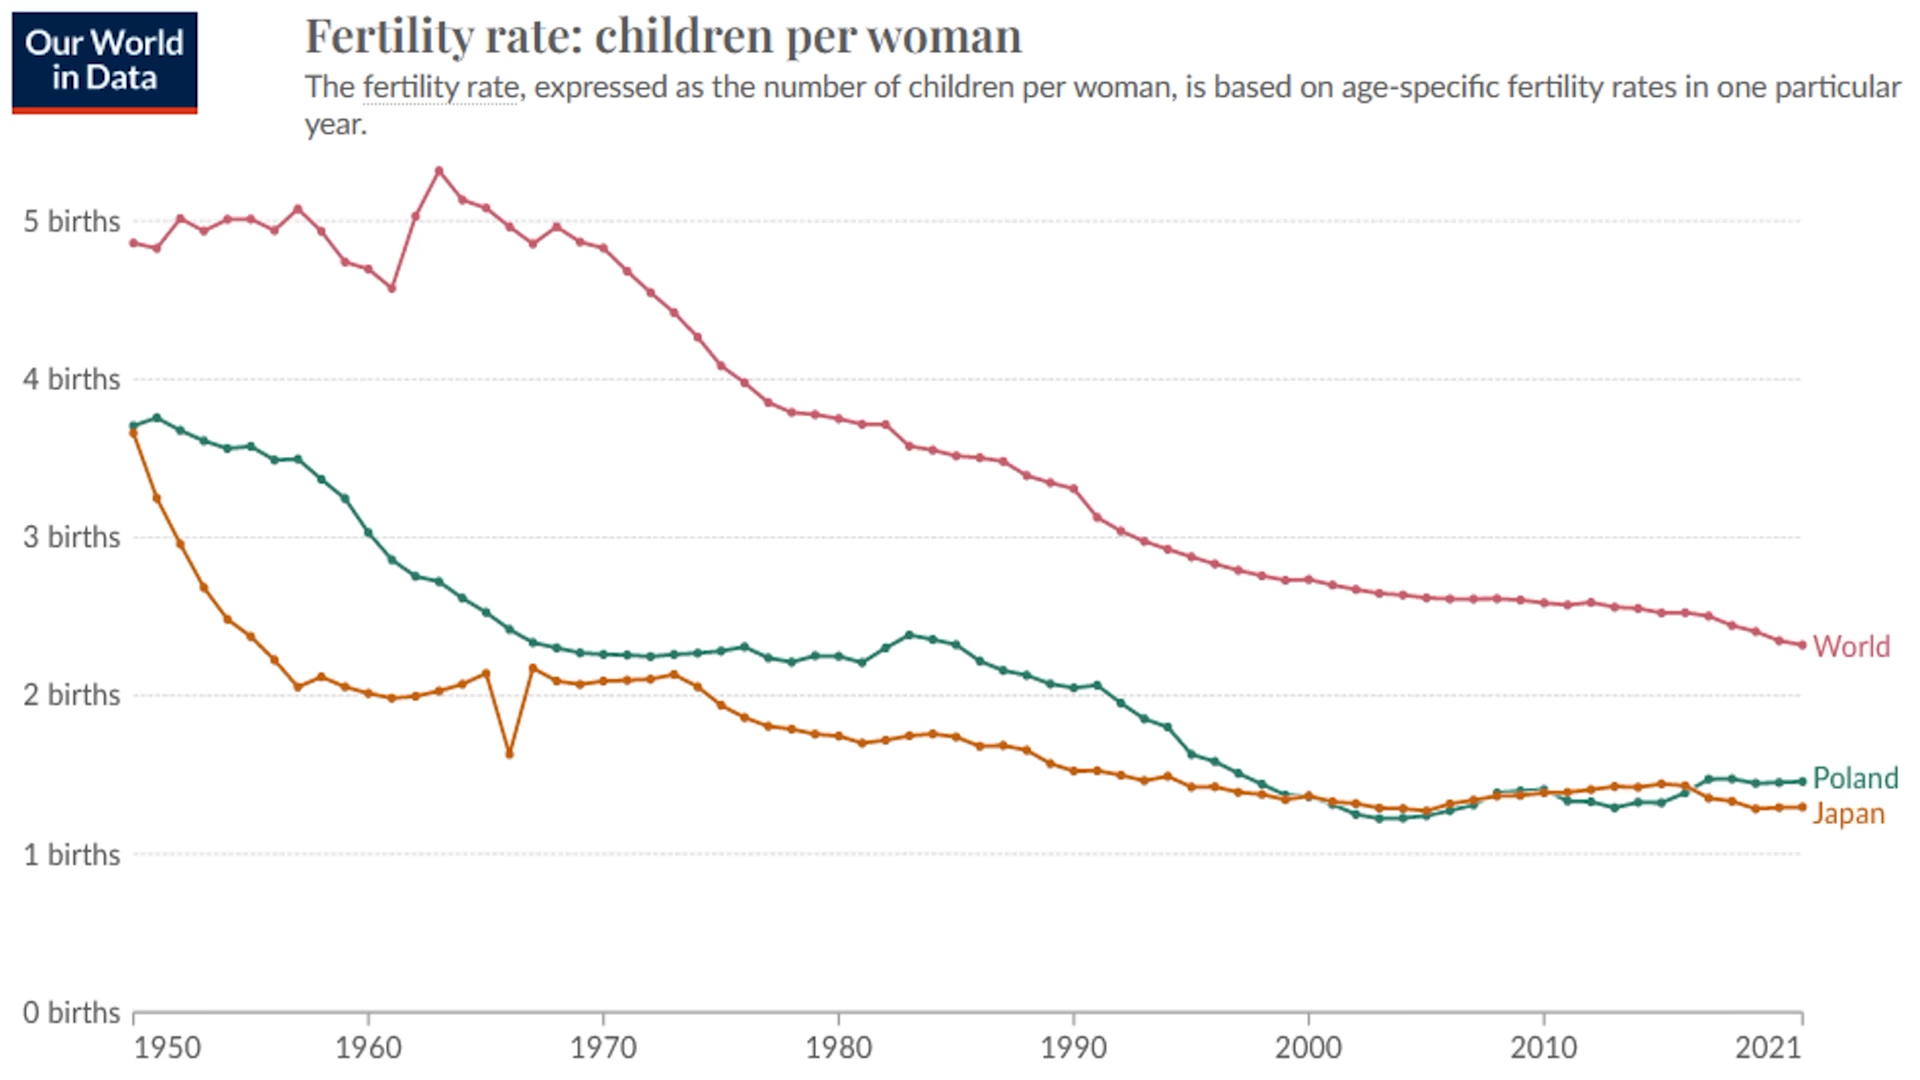 Our World
in Data
Fertility rate: children per woman
The fertility rate, expressed as the number of children per woman, is based on age-specific fertility rates in one particular
year.
5 births
4 births
3 births
2 births
1 births
0 births
World
Poland
Japan
1950 1960 1970 1980 1990 2000 2010 2021